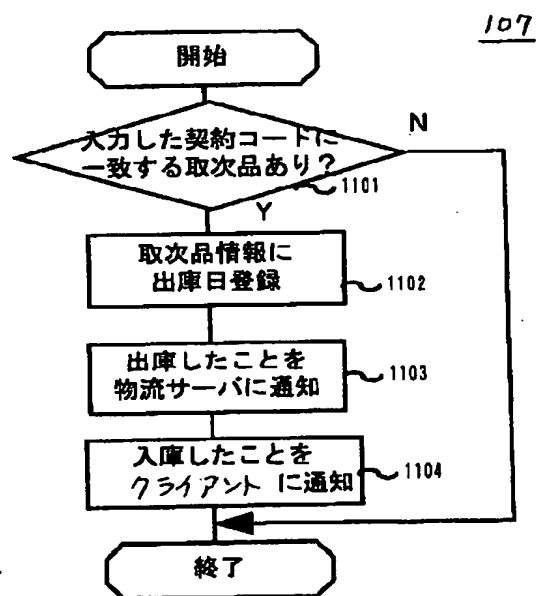 107
開始
入力した契約コードに
一致する取次品あり?
N
1101
Y
取次品情報に
出庫日登録
1102
出庫したことを
物流サーバに通知
1103
入庫したことを
クライアントに通知
1104
終了